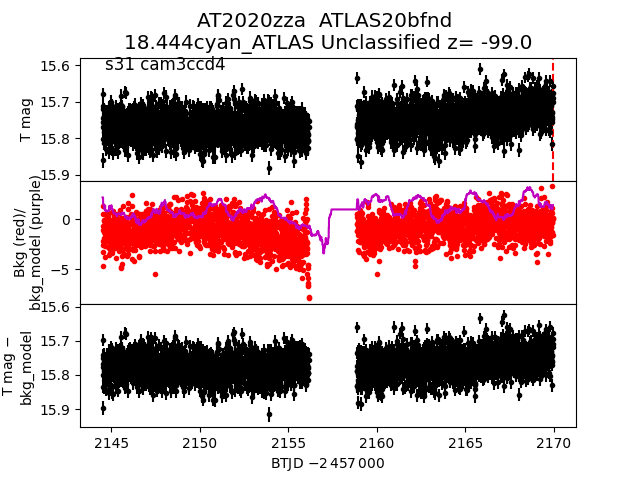 AT2020zza  ATLAS20bfnd
18.444cyan_ATLAS Unclassified z= -99.0
s31 cam3ccd4
15.6
15.7
15.8
15.9
T mag
0
−5
Bkg (red)/
bkg_model (purple)
15.6
15.7
15.8
15.9
T mag −
bkg_model
2145
2150
2155
2160
2165
2170
BTJD −2 457 000